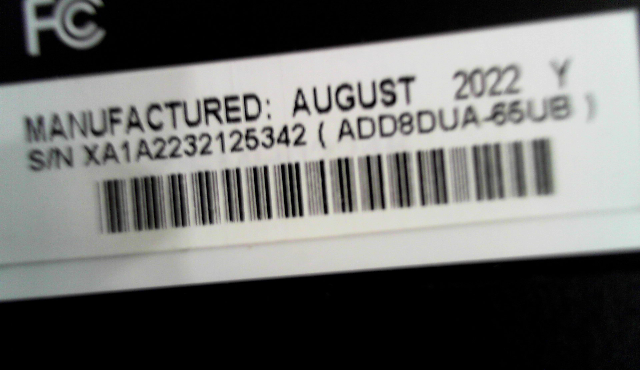 FC
MANUFACTURED: AUGUST 2022 Y
S/N XA1A2232125342 ( ADD8DUA-65UB )